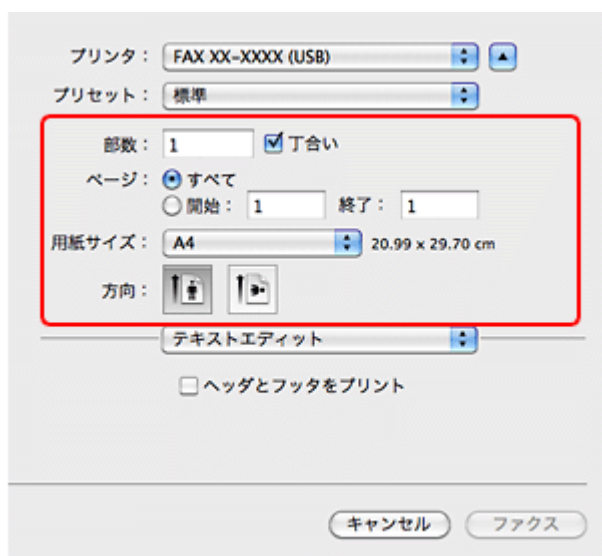 プリンタ： FAX XX-XXXX (USB)
プリセット： 標準
部数： 1 丁合い
ページ： すべて
開始： 1 終了： 1
用紙サイズ： A4 20.99 x 29.70 cm
方向：
テキストエディット
ヘッダとフッタをプリント
キャンセル ファクス